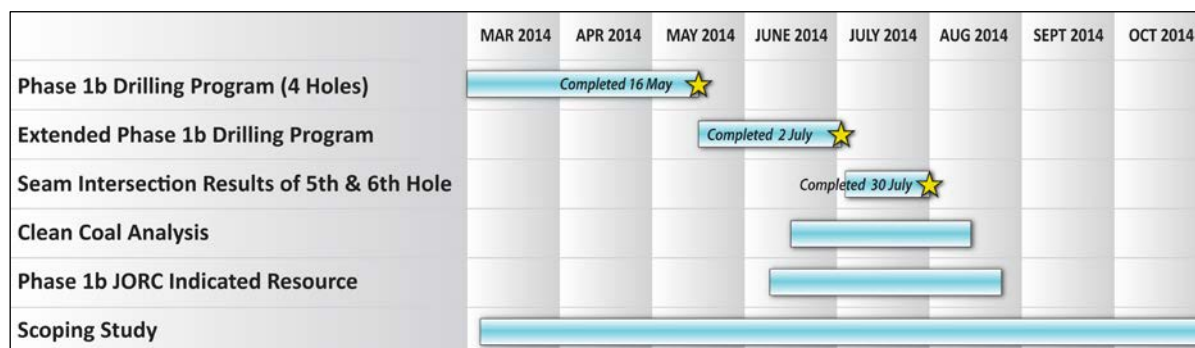 MAR 2014 APR 2014 MAY 2014 JUNE 2014 JULY 2014 AUG 2014 SEPT 2014 OCT 2014
Phase 1b Drilling Program (4 Holes) Completed 16 May
Extended Phase 1b Drilling Program Completed 2 July
Seam Intersection Results of 5th & 6th Hole Completed 30 July
Clean Coal Analysis
Phase 1b JORC Indicated Resource
Scoping Study